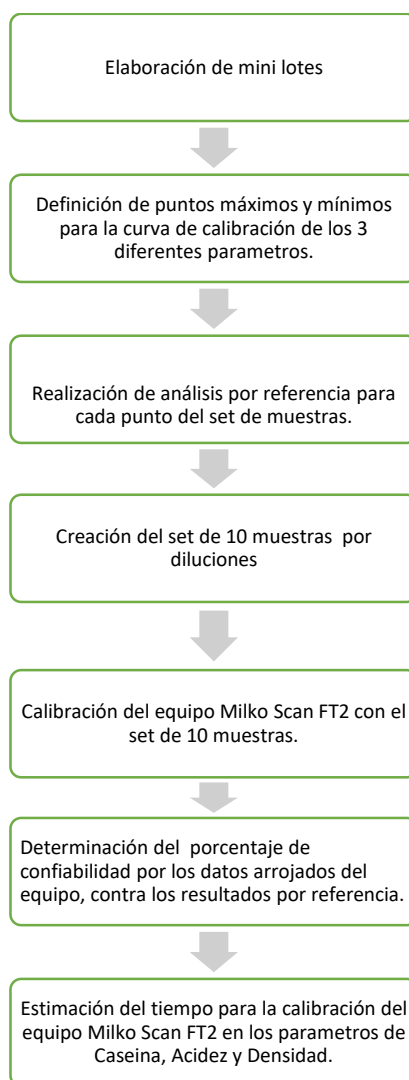 Elaboración de mini lotes
Definición de puntos máximos y mínimos
para la curva de calibración de los 3
diferentes parametros.
Realización de análisis por referencia para
cada punto del set de muestras.
Creación del set de 10 muestras por
diluciones
Calibración del equipo Milko Scan FT2 con el
set de 10 muestras.
Determinación del porcentaje de
confiabilidad por los datos arrojados del
equipo, contra los resultados por referencia.
Estimación del tiempo para la calibración del
equipo Milko Scan FT2 en los parametros de
Caseina, Acidez y Densidad.